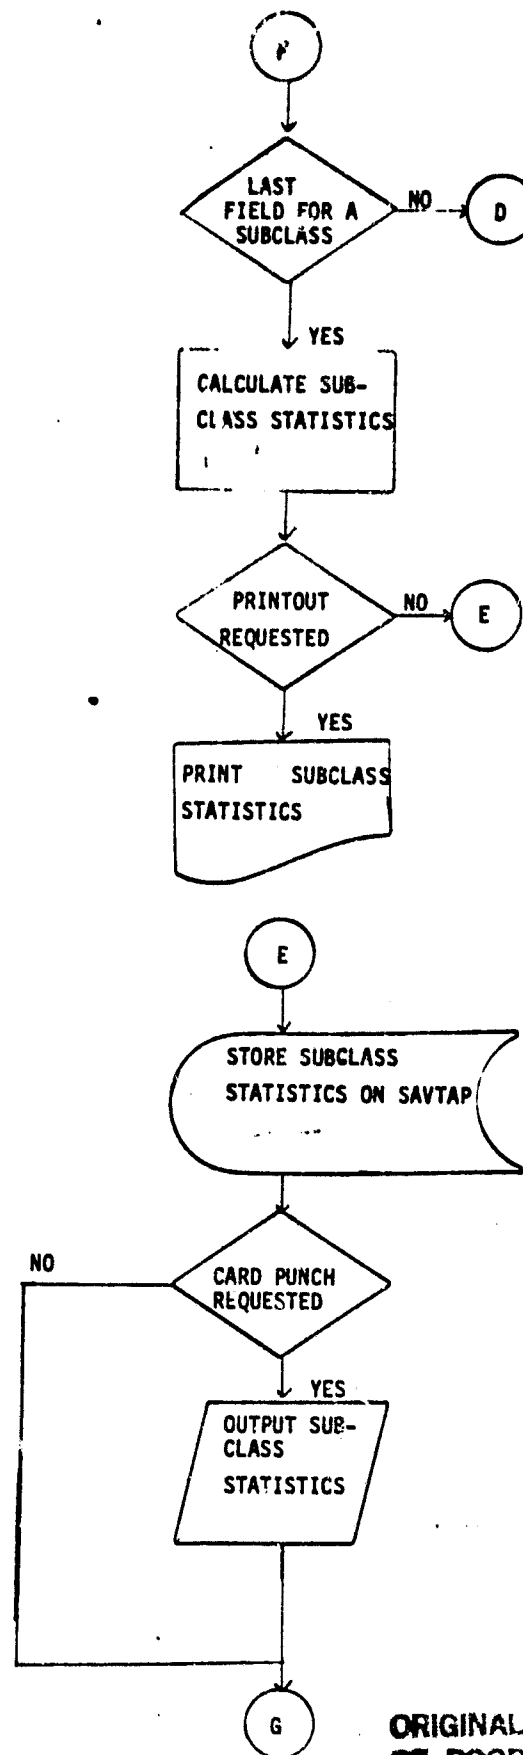 LAST
FIELD FOR A
SUBCLASS
NO
D
YES
CALCULATE SUB-
CLASS STATISTICS
PRINTOUT
REQUESTED
NO
E
YES
PRINT SUBCLASS
STATISTICS
E
STORE SUBCLASS
STATISTICS ON SAVTAP
NO
CARD PUNCH
REQUESTED
YES
OUTPUT SUB-
CLASS
STATISTICS
G
ORIGINAL